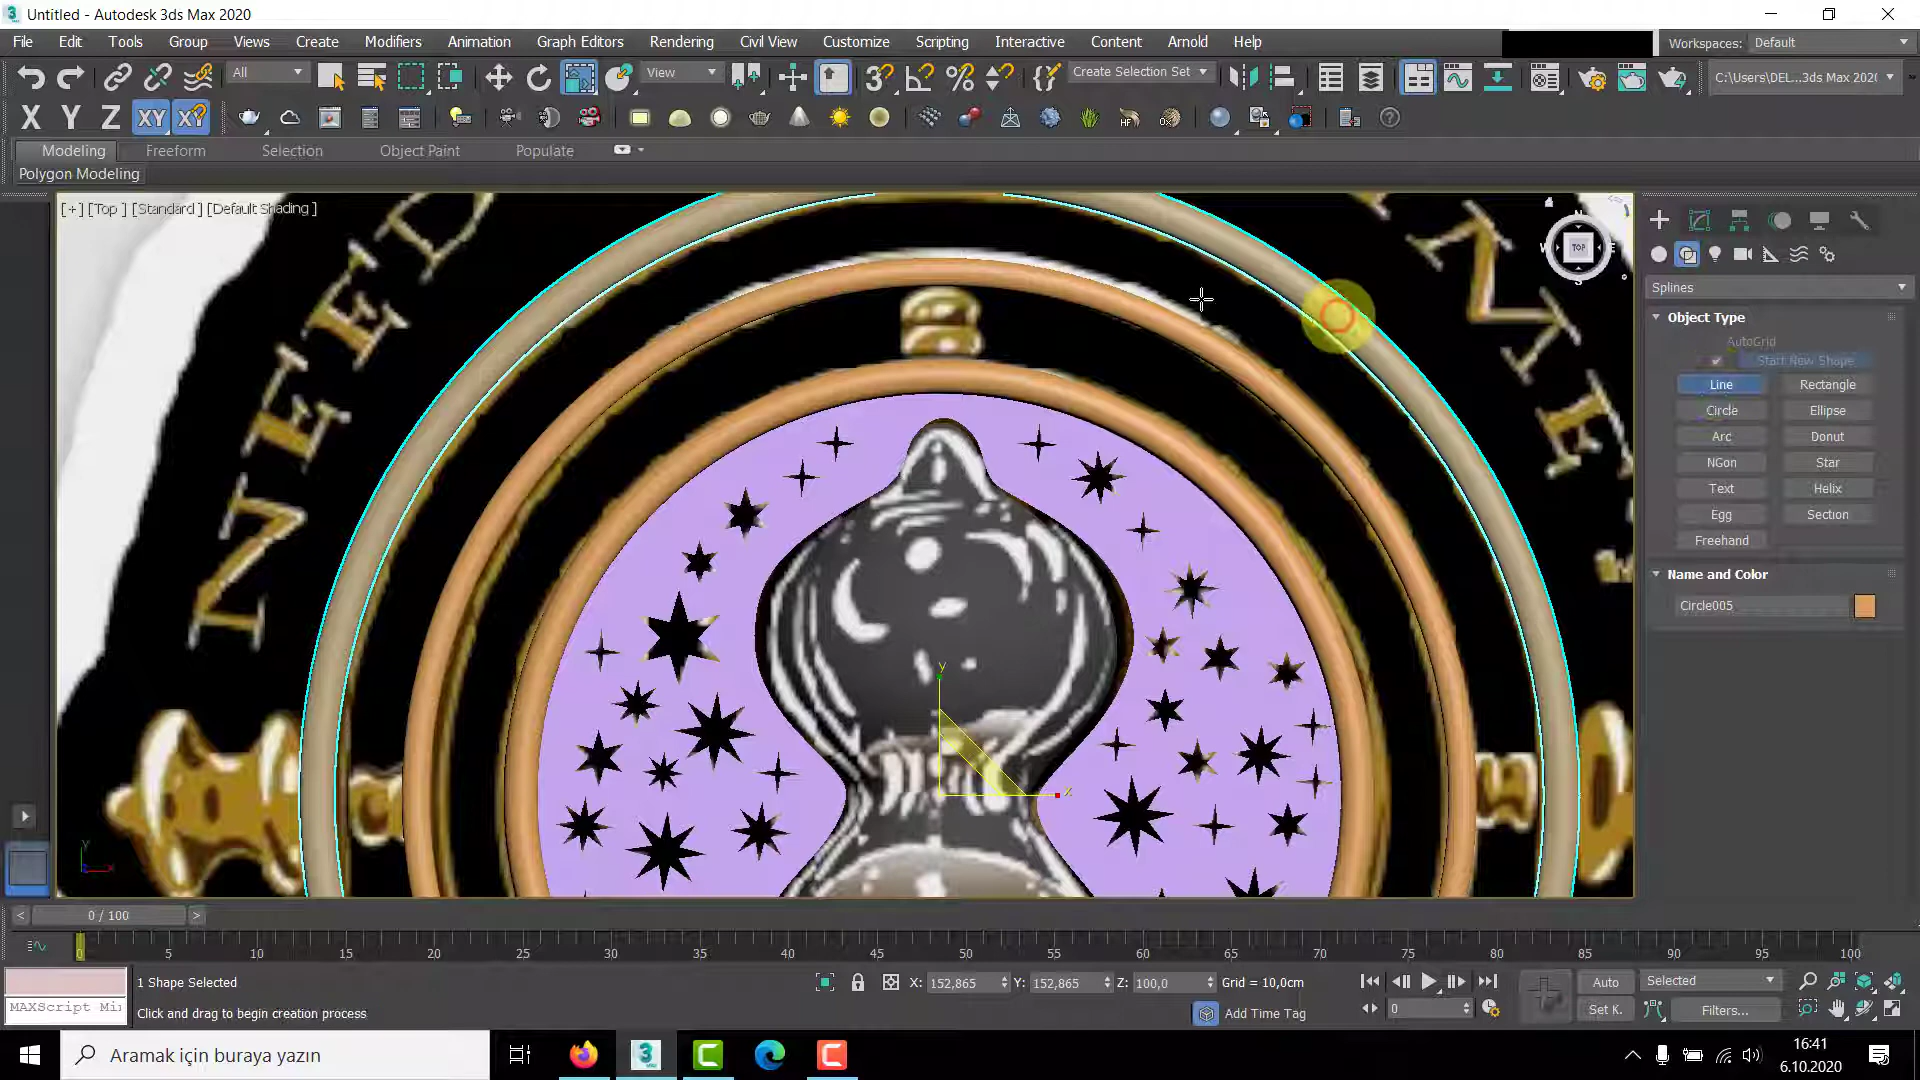 Untitled - Autodesk 3ds Max 2020
File Edit Tools Group Views Create Modifiers Animation Graph Editors Rendering Civil View Customize Scripting Interactive Content Arnold Help
Workspaces: Default
All View Create Selection Set C:\Users\DEL...3ds Max 2020
X Y Z XY XY
Modeling Freeform Selection Object Paint Populate
Polygon Modeling
[+] [Top ] [Standard ] [Default Shading ]
NEED
TOP
Splines
Object Type
AutoGrid
Start New Shape
Line Rectangle
Circle Ellipse
Arc Donut
NGon Star
Text Helix
Egg Section
Freehand
Name and Color
Circle005
y
x
0 / 100
0 5 10 15 20 25 30 35 40 45 50 55 60 65 70 75 80 85 90 95 100
1 Shape Selected
X: 152,865 Y: 152,865 Z: 100,0 Grid = 10,0cm
Auto Selected
MAXScript Mi
Click and drag to begin creation process
Add Time Tag
0
Set K. Filters...
Aramak için buraya yazın
16:41
6.10.2020